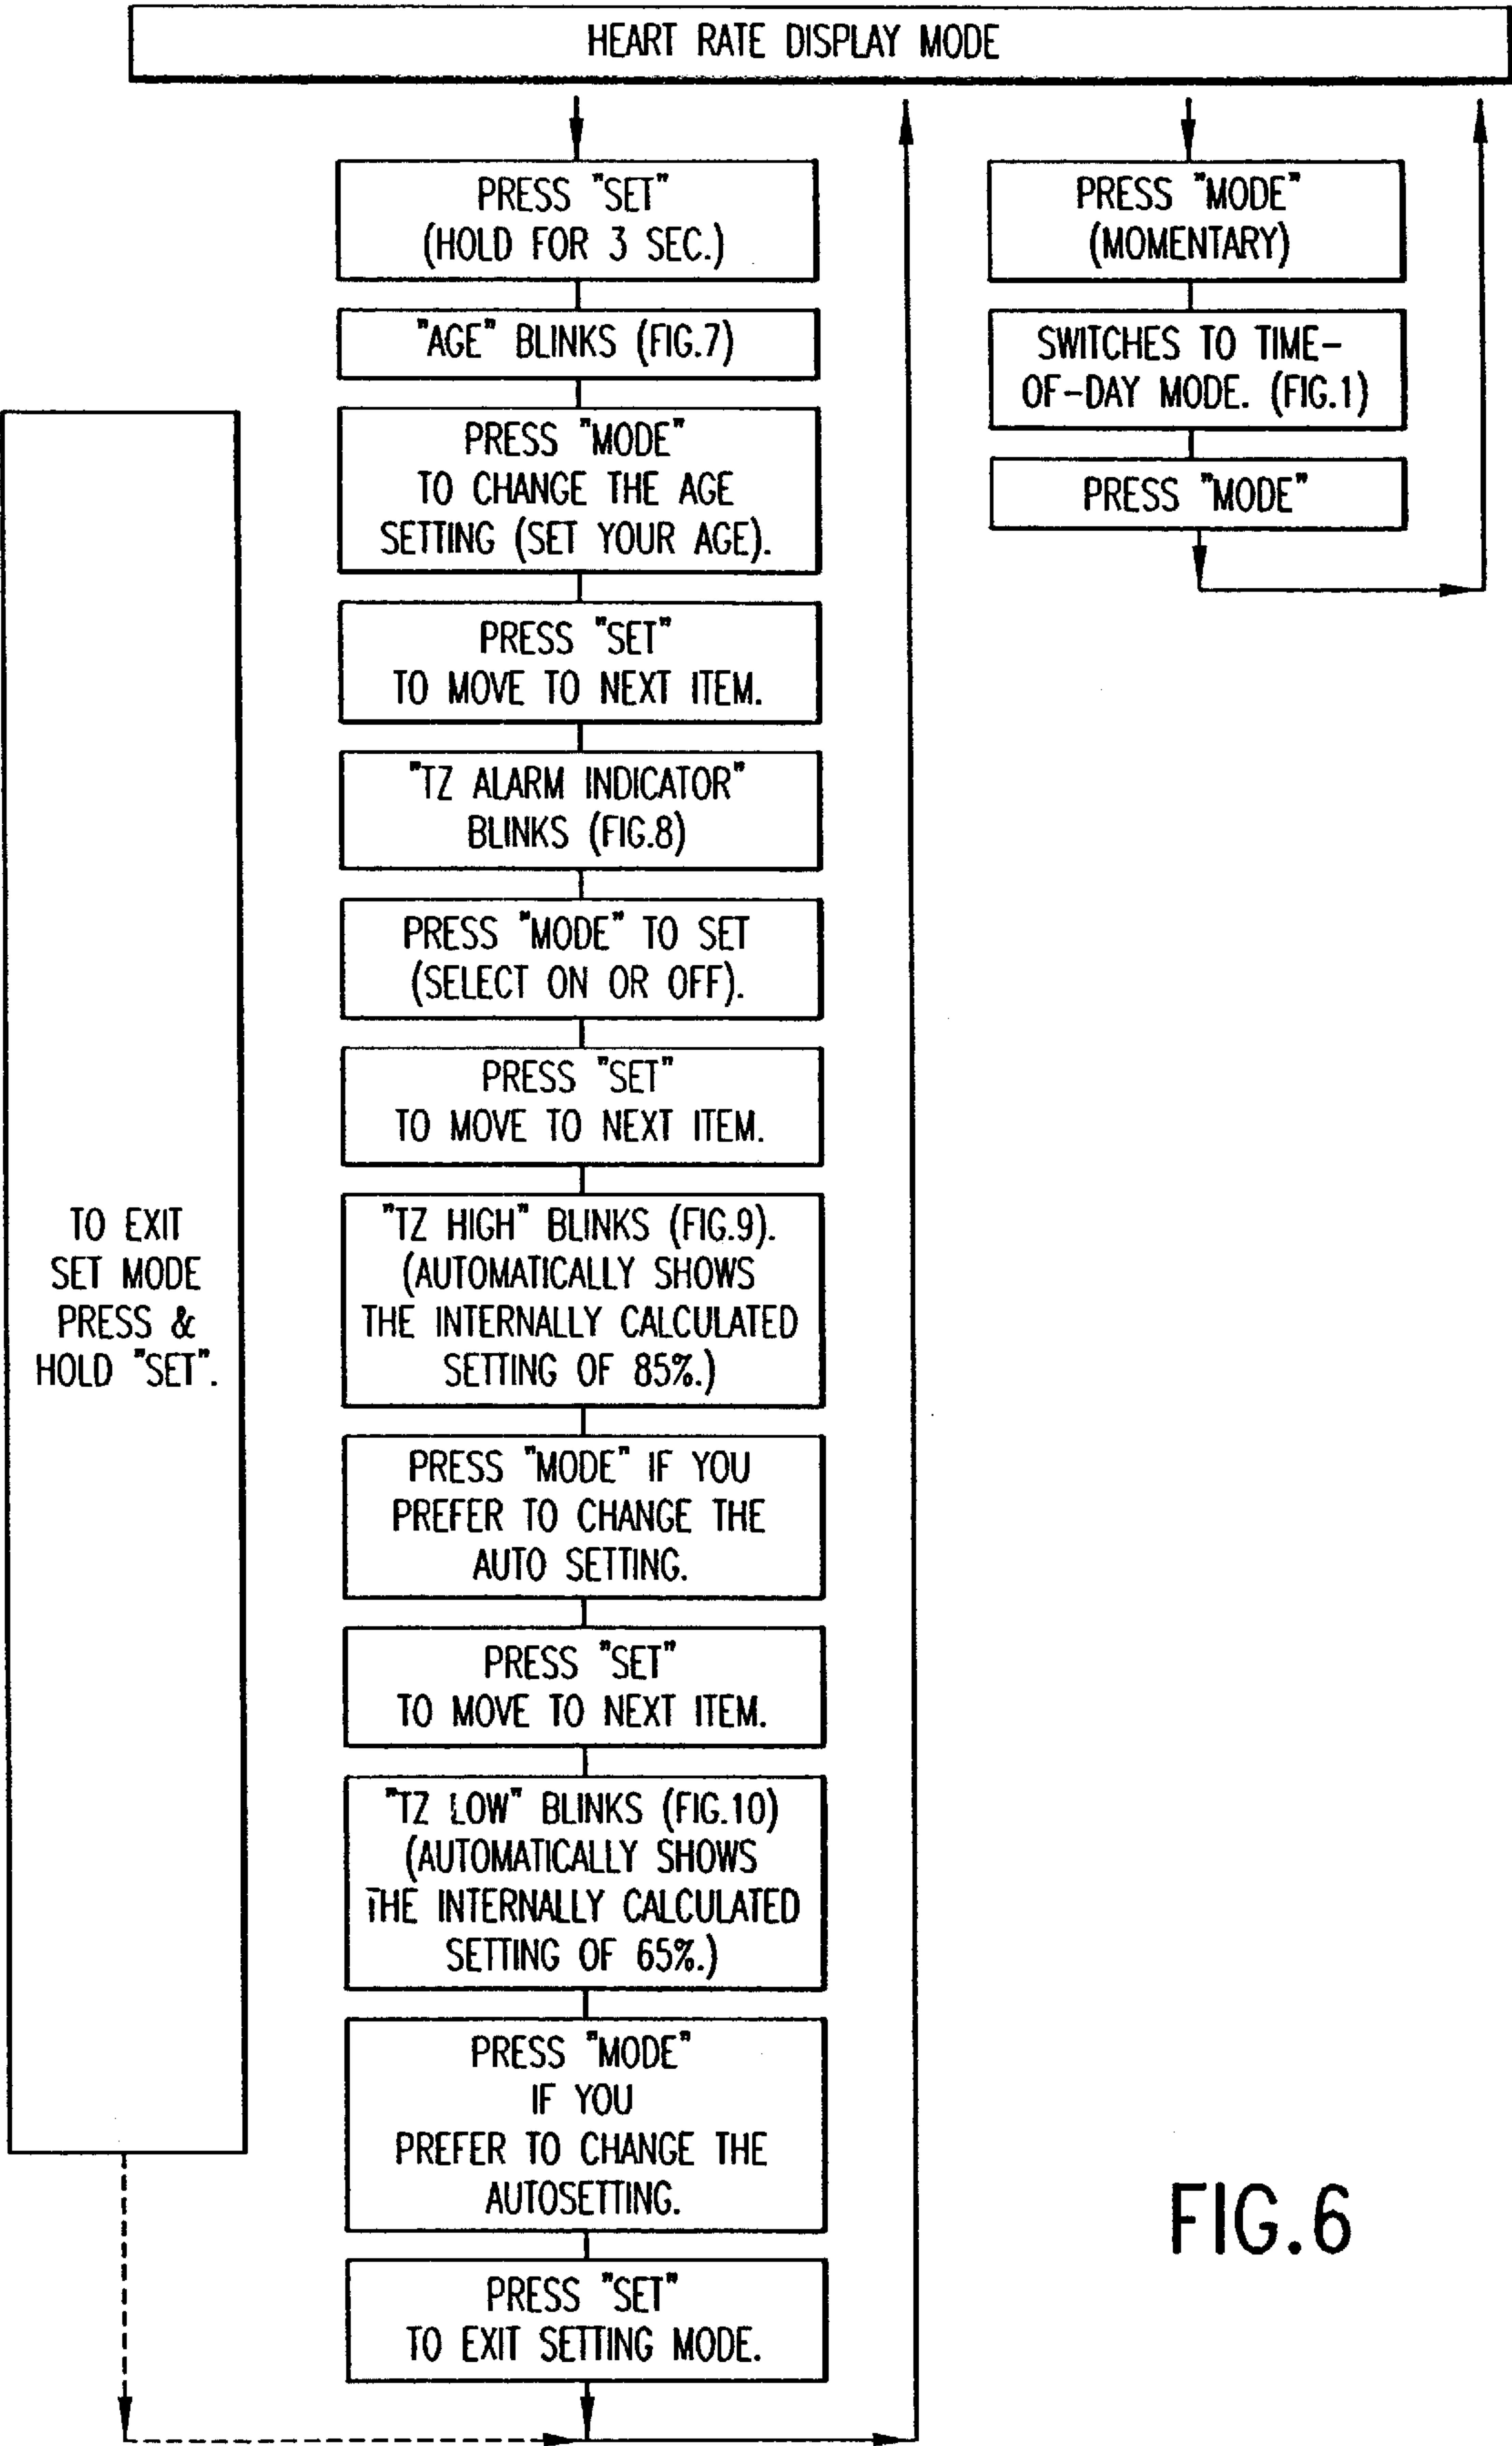 HEART RATE DISPLAY MODE
PRESS "SET"
(HOLD FOR 3 SEC.)
"AGE" BLINKS (FIG.7)
PRESS "MODE"
TO CHANGE THE AGE
SETTING (SET YOUR AGE).
PRESS "SET"
TO MOVE TO NEXT ITEM.
"TZ ALARM INDICATOR"
BLINKS (FIG.8)
PRESS "MODE" TO SET
(SELECT ON OR OFF).
PRESS "SET"
TO MOVE TO NEXT ITEM.
"TZ HIGH" BLINKS (FIG.9).
(AUTOMATICALLY SHOWS
THE INTERNALLY CALCULATED
SETTING OF 85%.)
PRESS "MODE" IF YOU
PREFER TO CHANGE THE
AUTO SETTING.
PRESS "SET"
TO MOVE TO NEXT ITEM.
"TZ LOW" BLINKS (FIG.10)
(AUTOMATICALLY SHOWS
THE INTERNALLY CALCULATED
SETTING OF 65%.)
PRESS "MODE"
IF YOU
PREFER TO CHANGE THE
AUTOSETTING.
PRESS "SET"
TO EXIT SETTING MODE.
TO EXIT
SET MODE
PRESS &
HOLD "SET".
PRESS "MODE"
(MOMENTARY)
SWITCHES TO TIME-
OF-DAY MODE. (FIG.1)
PRESS "MODE"
FIG.6